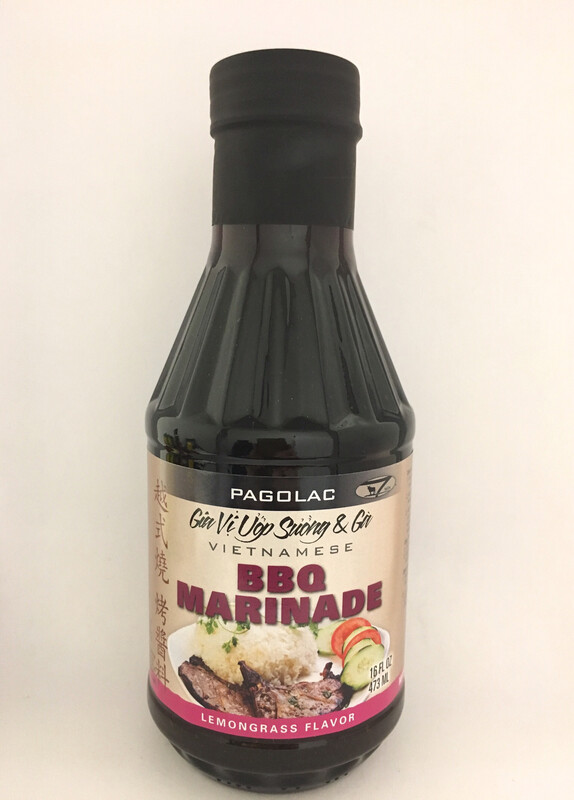 PAGOLAC
Gia Vị Ướp Sường & Gà
VIETNAMESE
BBQ
MARINADE
越式燒烤醬料
16 FL OZ
473 ML
LEMONGRASS FLAVOR